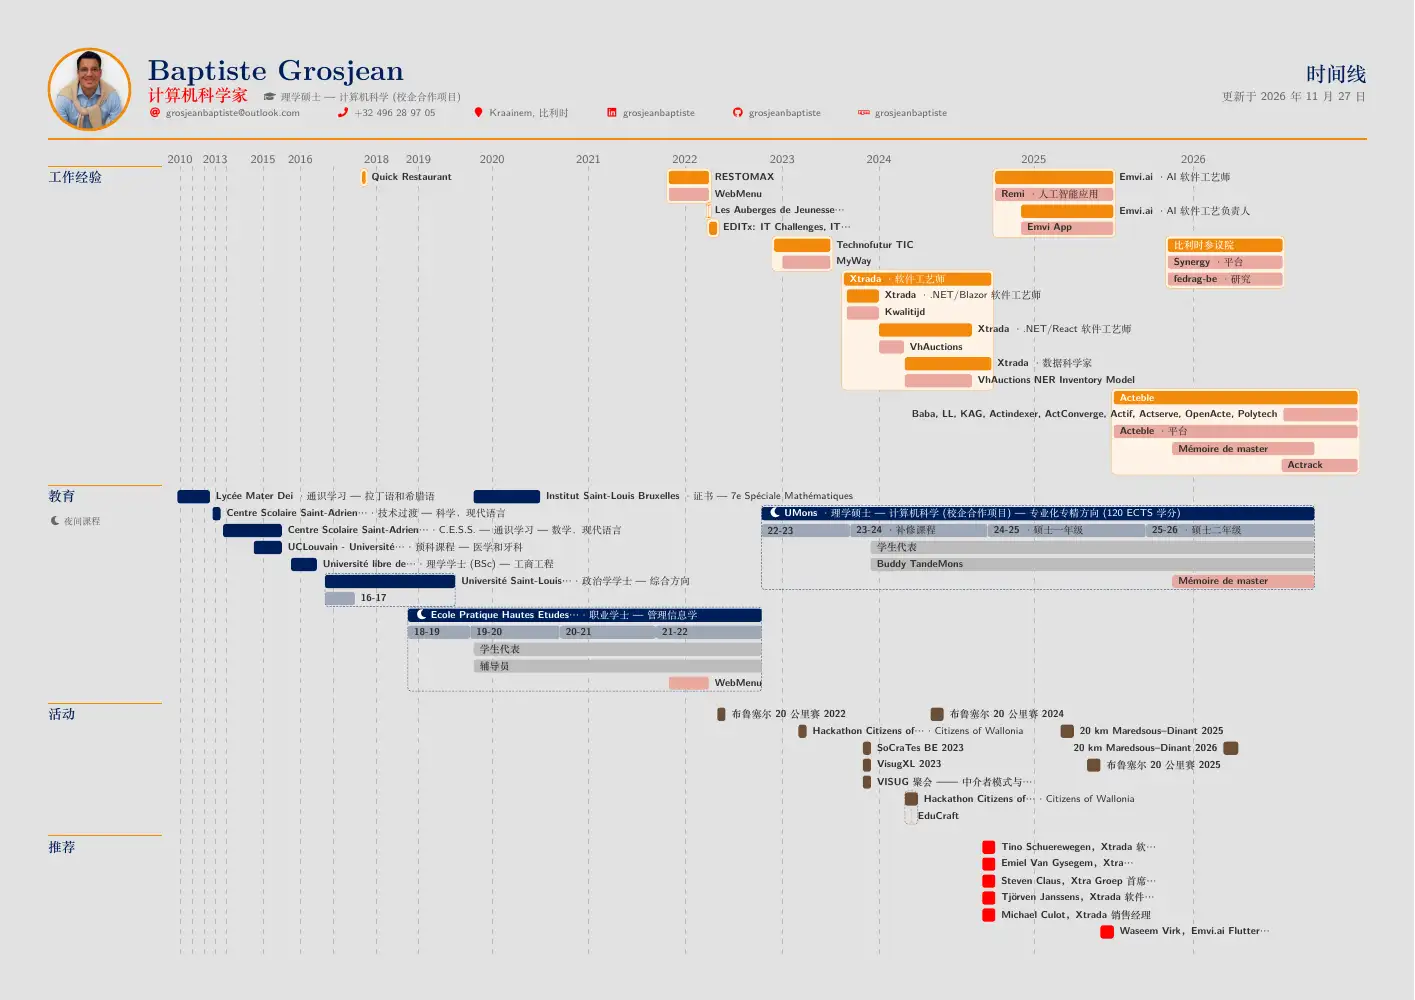 Baptiste Grosjean
时间线
计算机科学家 理学硕士 — 计算机科学 (校企合作项目)
更新于 2026 年 11 月 27 日
grosjeanbaptiste@outlook.com +32 496 28 97 05 Kraainem, 比利时 grosjeanbaptiste grosjeanbaptiste grosjeanbaptiste
2010 2013 2015 2016 2018 2019 2020 2021 2022 2023 2024 2025 2026
工作经验
Quick Restaurant
RESTOMAX
Emvi.ai · AI 软件工艺师
WebMenu
Remi · 人工智能应用
Les Auberges de Jeunesse…
Emvi.ai · AI 软件工艺负责人
EDITx: IT Challenges, IT…
Emvi App
Technofutur TIC
比利时参议院
MyWay
Synergy · 平台
Xtrada · 软件工艺师
fedrag-be · 研究
Xtrada · .NET/Blazor 软件工艺师
Kwalitijd
Xtrada · .NET/React 软件工艺师
VhAuctions
Xtrada · 数据科学家
VhAuctions NER Inventory Model
Acteble
Baba, LL, KAG, Actindexer, ActConverge, Actif, Actserve, OpenActe, Polytech
Acteble · 平台
Mémoire de master
Actrack
教育
Lycée Mater Dei · 通识学习 — 拉丁语和希腊语
Institut Saint-Louis Bruxelles · 证书 — 7e Spéciale Mathématiques
夜间课程
Centre Scolaire Saint-Adrien… · 技术过渡 — 科学、现代语言
UMons · 理学硕士 — 计算机科学 (校企合作项目) — 专业化专精方向 (120 ECTS 学分)
Centre Scolaire Saint-Adrien… · C.E.S.S. — 通识学习 — 数学、现代语言
22-23 23-24 · 补修课程 24-25 · 硕士一年级 25-26 · 硕士二年级
UCLouvain - Université… · 预科课程 — 医学和牙科
学生代表
Université libre de… · 理学学士 (BSc) — 工商工程
Buddy TandeMons
Université Saint-Louis… · 政治学学士 — 综合方向
Mémoire de master
16-17
Ecole Pratique Hautes Etudes… · 职业学士 — 管理信息学
18-19 19-20 20-21 21-22
学生代表
辅导员
WebMenu
活动
布鲁塞尔 20 公里赛 2022
布鲁塞尔 20 公里赛 2024
Hackathon Citizens of… · Citizens of Wallonia
20 km Maredsous–Dinant 2025
SoCraTes BE 2023
20 km Maredsous–Dinant 2026
VisugXL 2023
布鲁塞尔 20 公里赛 2025
VISUG 聚会 —— 中介者模式与…
Hackathon Citizens of… · Citizens of Wallonia
EduCraft
推荐
Tino Schuerewegen，Xtrada 软…
Emiel Van Gysegem，Xtra…
Steven Claus，Xtra Groep 首席…
Tjörven Janssens，Xtrada 软件…
Michael Culot，Xtrada 销售经理
Waseem Virk，Emvi.ai Flutter…